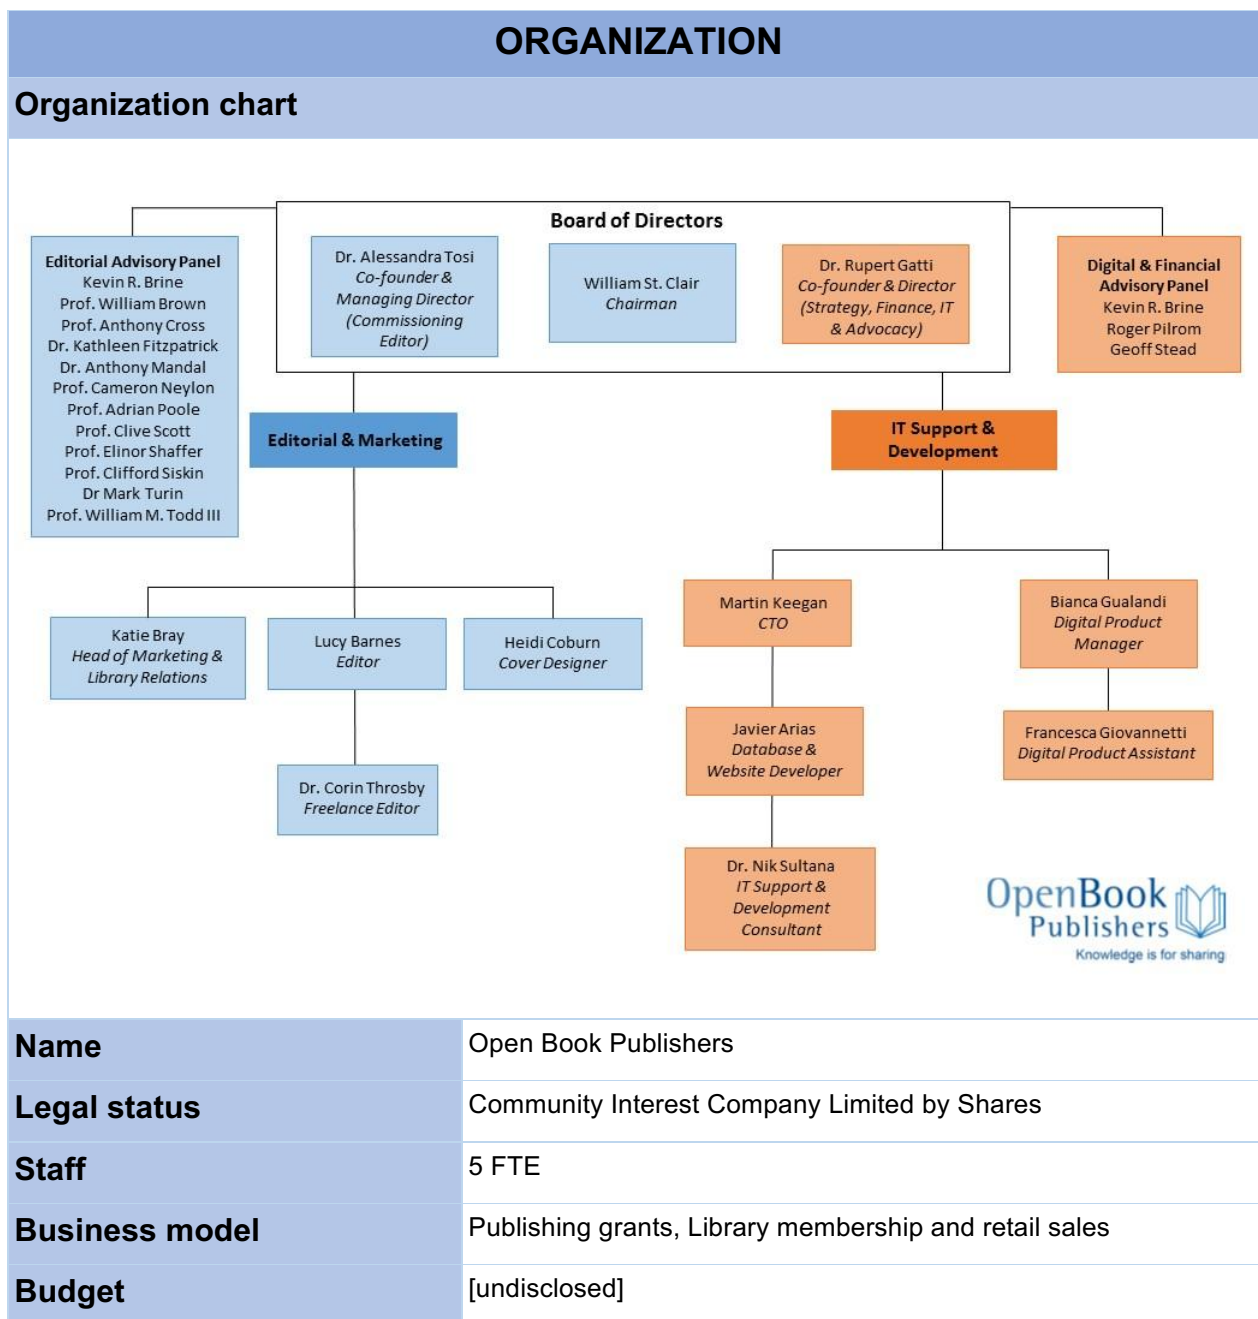 ORGANIZATION
Organization chart
Board of Directors
Editorial Advisory Panel
Kevin R. Brine
Prof. William Brown
Prof. Anthony Cross
Dr. Kathleen Fitzpatrick
Dr. Anthony Mandal
Prof. Cameron Neylon
Prof. Adrian Poole
Prof. Clive Scott
Prof. Elinor Shaffer
Prof. Clifford Siskin
Dr Mark Turin
Prof. William M. Todd III
Dr. Alessandra Tosi
Co-founder &
Managing Director
(Commissioning
Editor)
William St. Clair
Chairman
Dr. Rupert Gatti
Co-founder & Director
(Strategy, Finance, IT
& Advocacy)
Digital & Financial
Advisory Panel
Kevin R. Brine
Roger Pilrom
Geoff Stead
Editorial & Marketing
IT Support &
Development
Katie Bray
Head of Marketing &
Library Relations
Lucy Barnes
Editor
Heidi Coburn
Cover Designer
Dr. Corin Throsby
Freelance Editor
Martin Keegan
CTO
Bianca Gualandi
Digital Product
Manager
Javier Arias
Database &
Website Developer
Francesca Giovannetti
Digital Product Assistant
Dr. Nik Sultana
IT Support &
Development
Consultant
OpenBook
Publishers
Knowledge is for sharing
Name
Open Book Publishers
Legal status
Community Interest Company Limited by Shares
Staff
5 FTE
Business model
Publishing grants, Library membership and retail sales
Budget
[undisclosed]